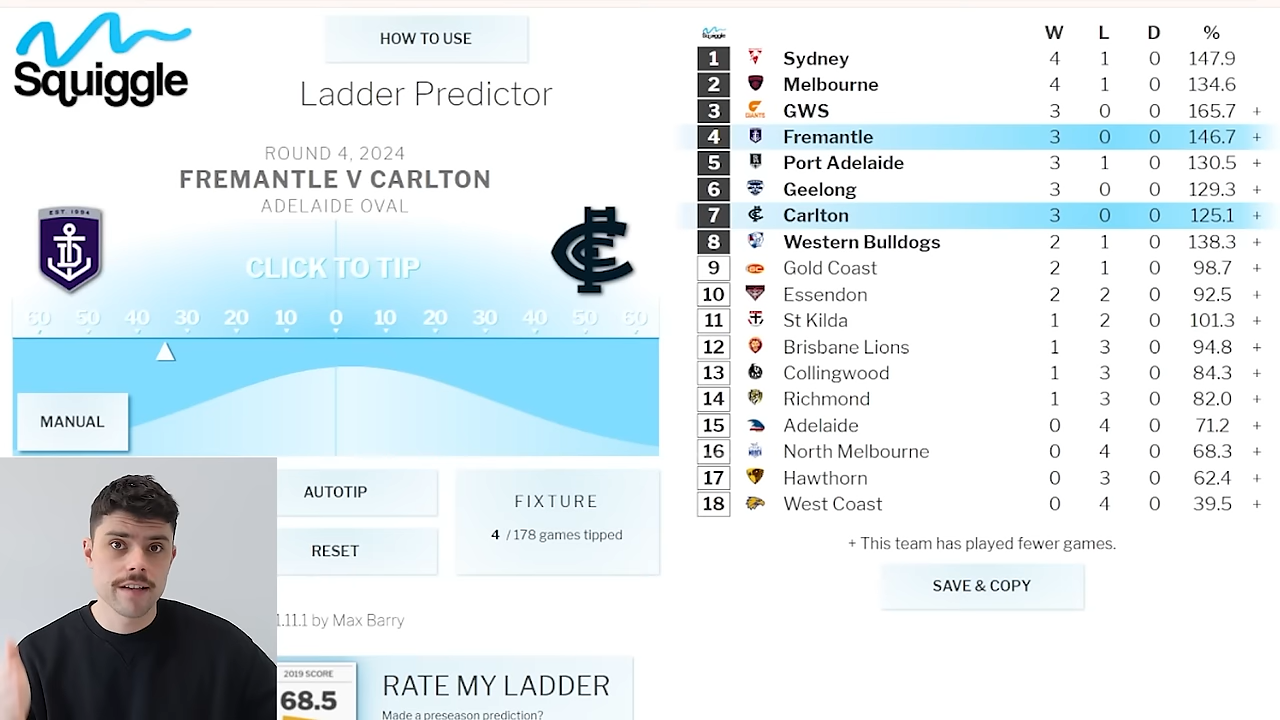 Squiggle
HOW TO USE
Ladder Predictor
ROUND 4, 2024
FREMANTLE V CARLTON
ADELAIDE OVAL
EST. 1994
CLICK TO TIP
60 50 40 30 20 10 0 10 20 30 40 50 60
MANUAL
AUTOTIP
RESET
FIXTURE
4 / 178 games tipped
1.11.1 by Max Barry
2019 SCORE
68.5
RATE MY LADDER
Made a preseason prediction?
W L D %
1 Sydney 4 1 0 147.9
2 Melbourne 4 1 0 134.6
3 GIANTS GWS 3 0 0 165.7 +
4 Fremantle 3 0 0 146.7 +
5 Port Adelaide 3 1 0 130.5 +
6 Geelong 3 0 0 129.3 +
7 Carlton 3 0 0 125.1 +
8 Western Bulldogs 2 1 0 138.3 +
9 Gold Coast 2 1 0 98.7 +
10 Essendon 2 2 0 92.5 +
11 St Kilda 1 2 0 101.3 +
12 Brisbane Lions 1 3 0 94.8 +
13 Collingwood 1 3 0 84.3 +
14 Richmond 1 3 0 82.0 +
15 Adelaide 0 4 0 71.2 +
16 North Melbourne 0 4 0 68.3 +
17 Hawthorn 0 3 0 62.4 +
18 West Coast 0 4 0 39.5 +
+ This team has played fewer games.
SAVE & COPY